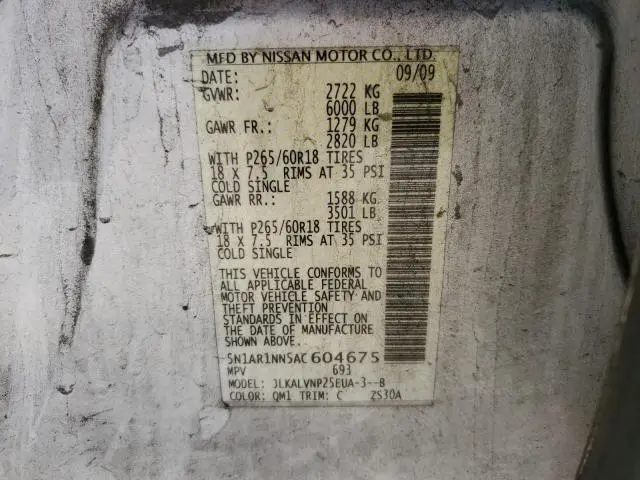 MFD BY NISSAN MOTOR CO., LTD.
DATE: 09/09
GVWR: 2722 KG
6000 LB
GAWR FR.: 1279 KG
2820 LB
WITH P265/60R18 TIRES
18 X 7.5 RIMS AT 35 PSI
COLD SINGLE
GAWR RR.: 1588 KG
3501 LB
WITH P265/60R18 TIRES
18 X 7.5 RIMS AT 35 PSI
COLD SINGLE
THIS VEHICLE CONFORMS TO
ALL APPLICABLE FEDERAL
MOTOR VEHICLE SAFETY AND
THEFT PREVENTION
STANDARDS IN EFFECT ON
THE DATE OF MANUFACTURE
SHOWN ABOVE.
5N1AR1NN5AC604675
MPV 693
MODEL: JLKALVNP25EUA-3--B
COLOR: QM1 TRIM: C ZS30A